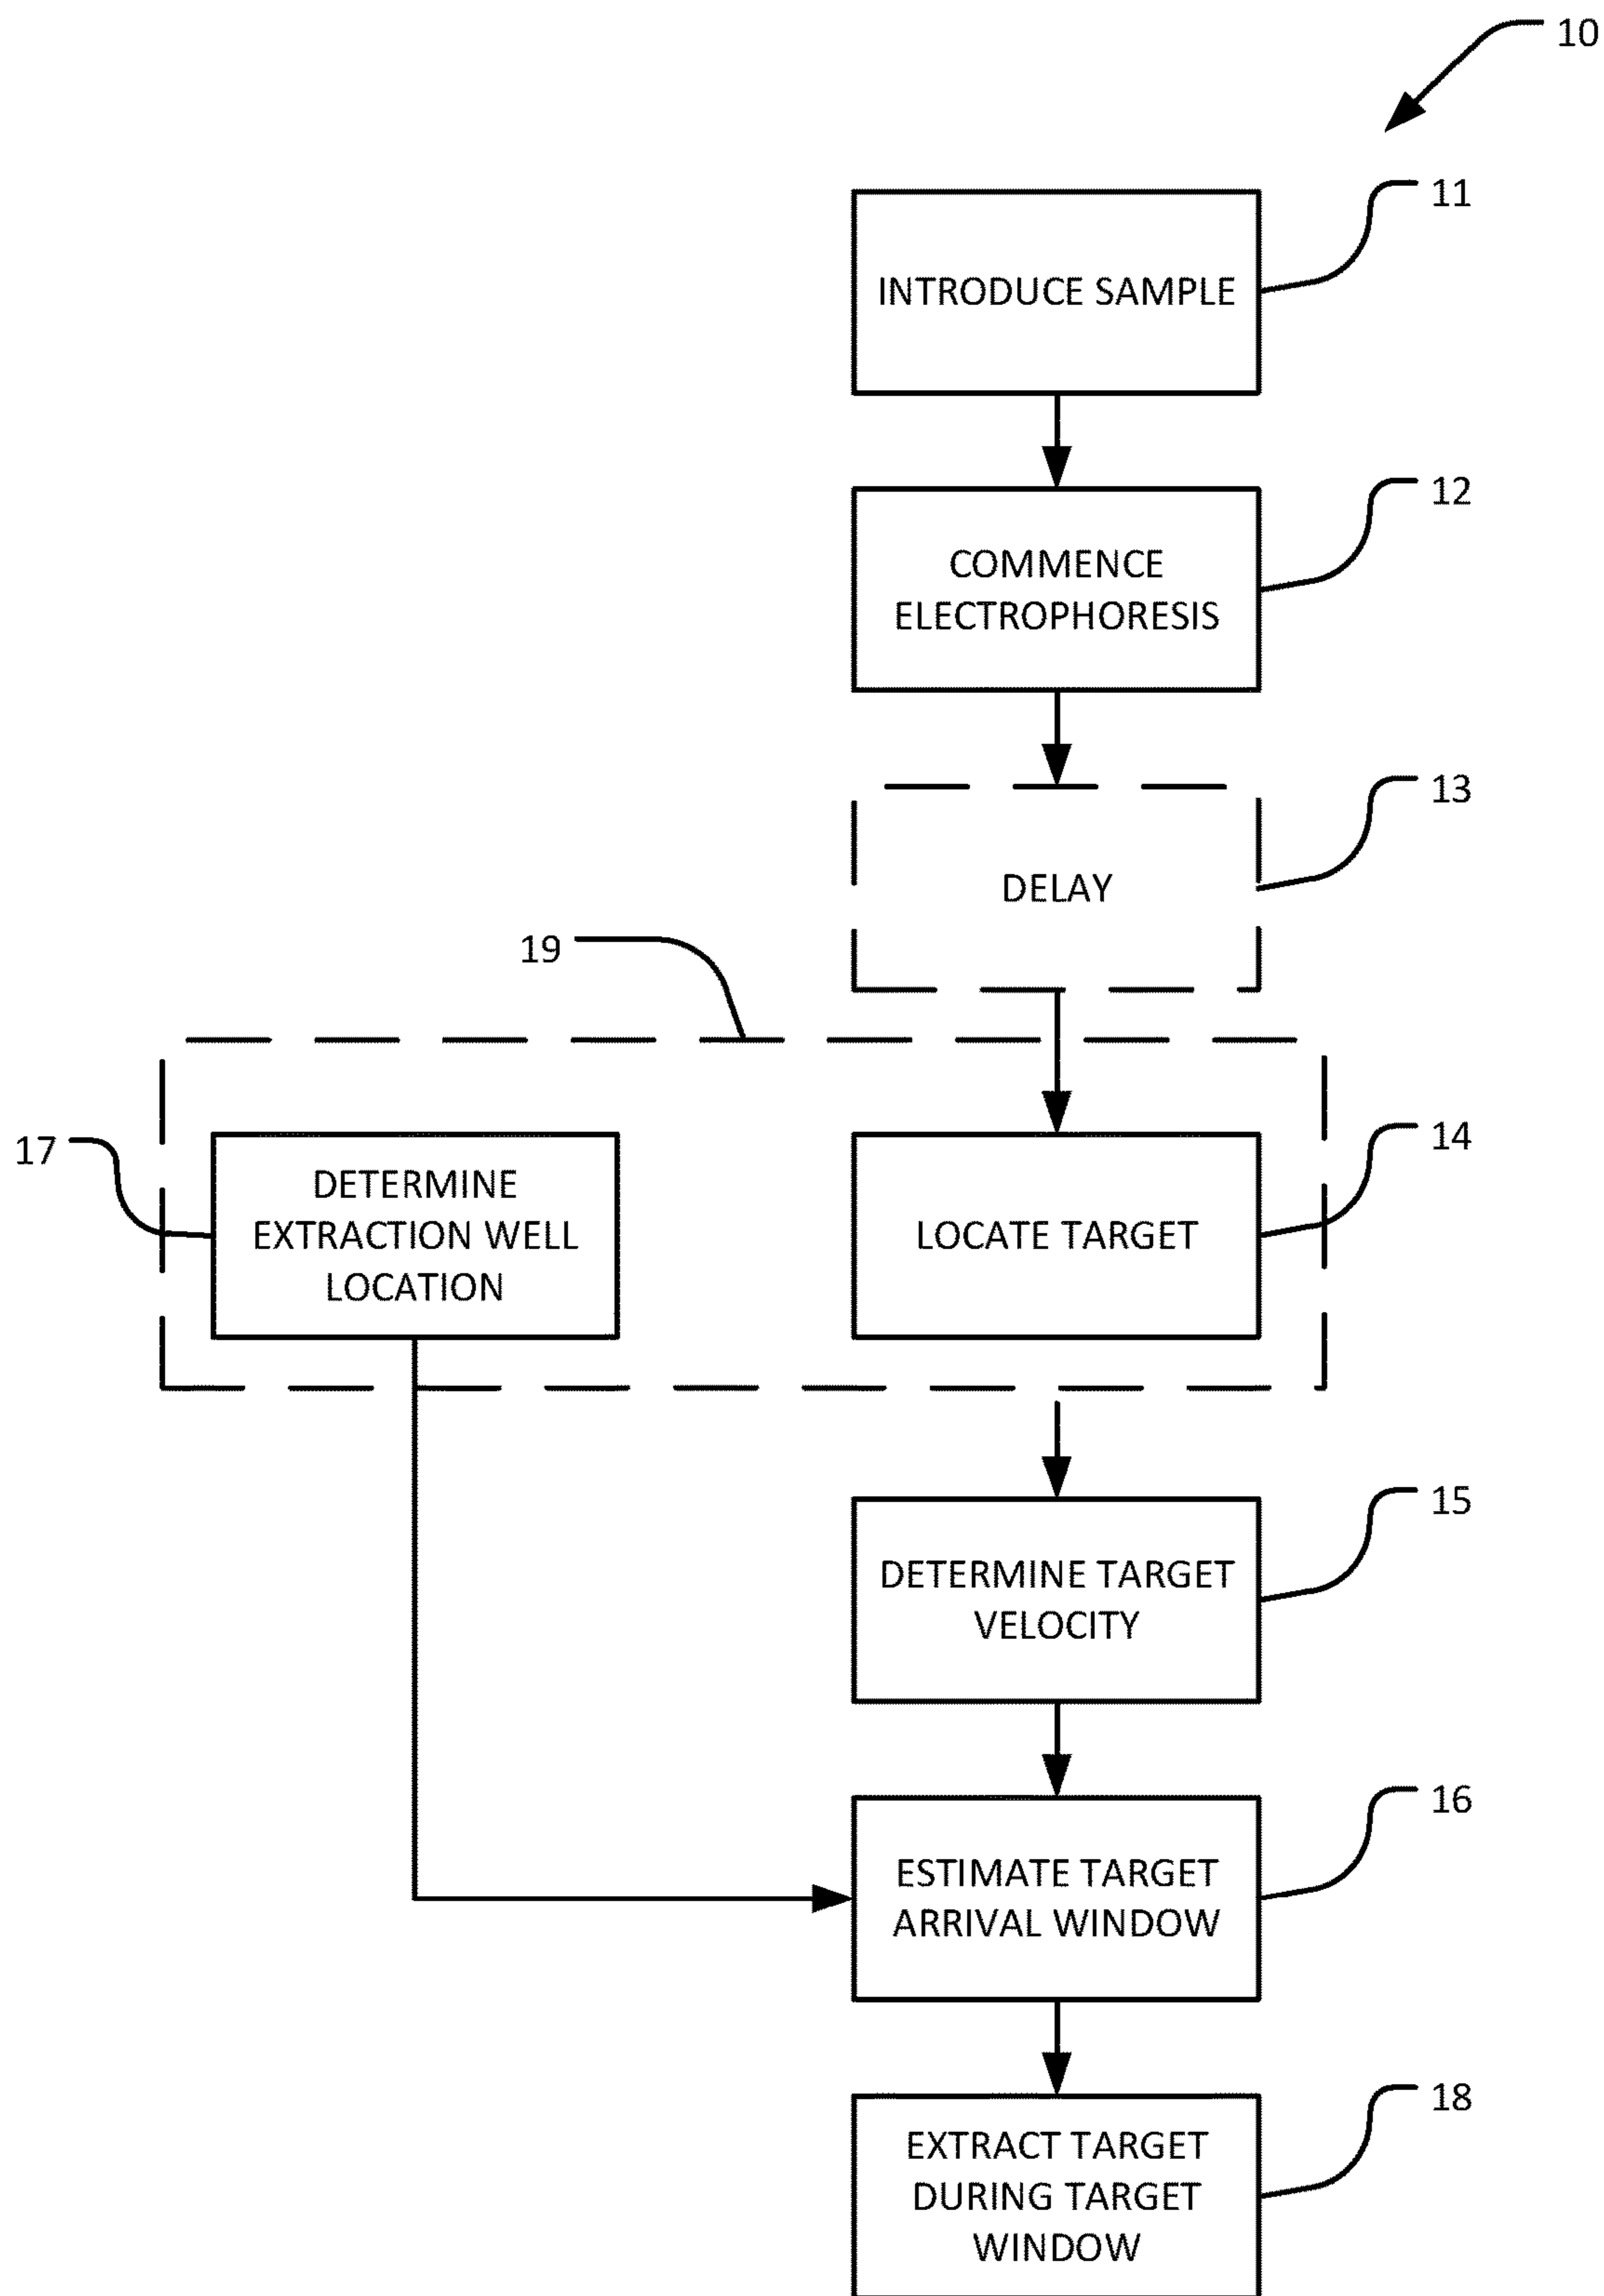 10
11
INTRODUCE SAMPLE
12
COMMENCE
ELECTROPHORESIS
13
DELAY
19
17
14
DETERMINE
EXTRACTION WELL
LOCATION
LOCATE TARGET
15
DETERMINE TARGET
VELOCITY
16
ESTIMATE TARGET
ARRIVAL WINDOW
18
EXTRACT TARGET
DURING TARGET
WINDOW